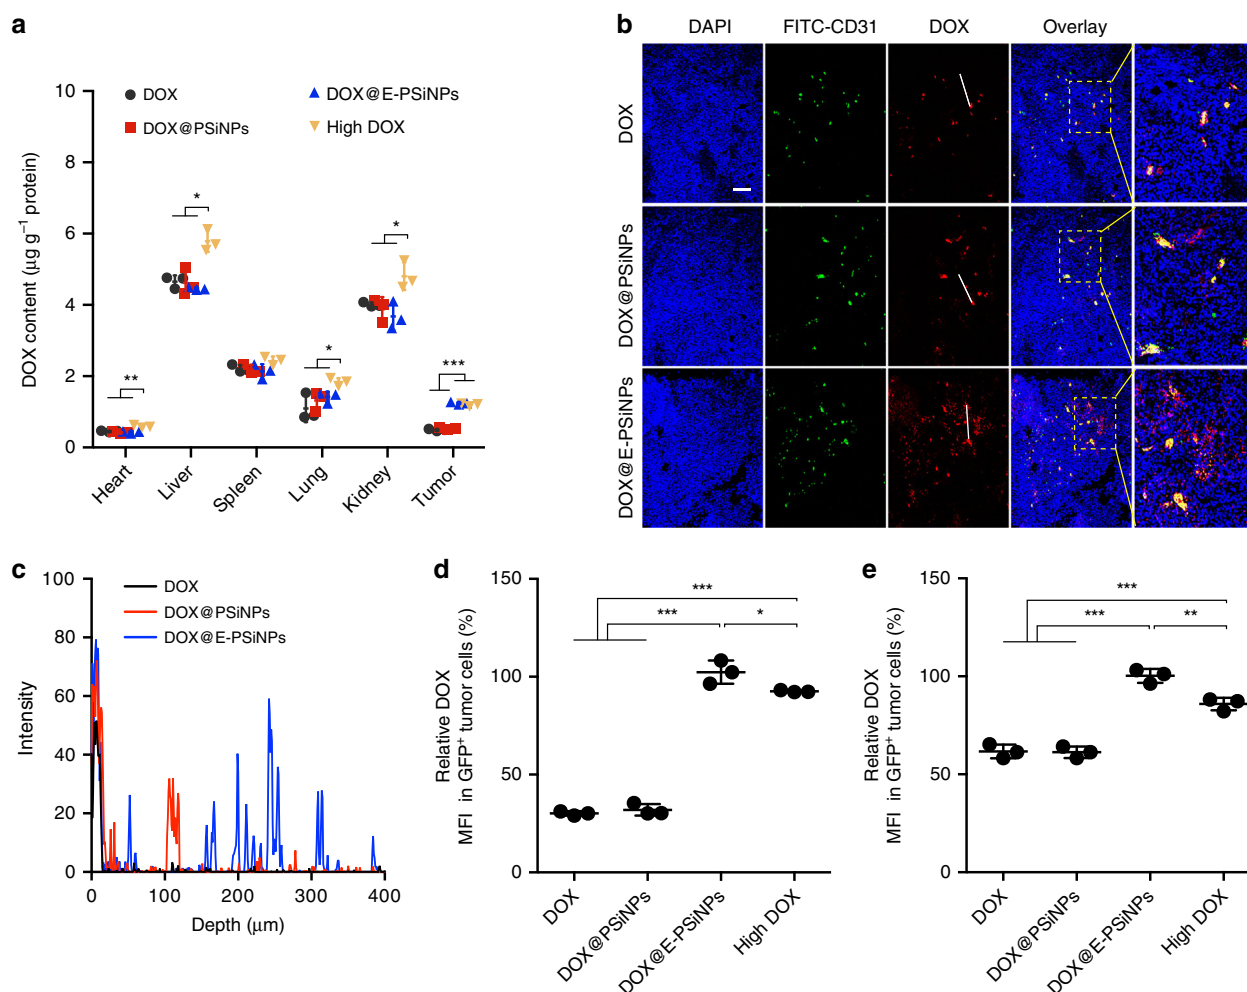 a
DOX content (µg g⁻¹ protein)
10
8
6
4
2
0
DOX
DOX@PSiNPs
DOX@E-PSiNPs
High DOX
**
*
*
*
***
Heart
Liver
Spleen
Lung
Kidney
Tumor
b
DAPI
FITC-CD31
DOX
Overlay
DOX
DOX@PSiNPs
DOX@E-PSiNPs
c
Intensity
100
80
60
40
20
0
DOX
DOX@PSiNPs
DOX@E-PSiNPs
0
100
200
300
400
Depth (µm)
d
Relative DOX
MFI in GFP⁺ tumor cells (%)
150
100
50
0
***
***
*
DOX
DOX@PSiNPs
DOX@E-PSiNPs
High DOX
e
Relative DOX
MFI in GFP⁺ tumor cells (%)
150
100
50
0
***
***
**
DOX
DOX@PSiNPs
DOX@E-PSiNPs
High DOX